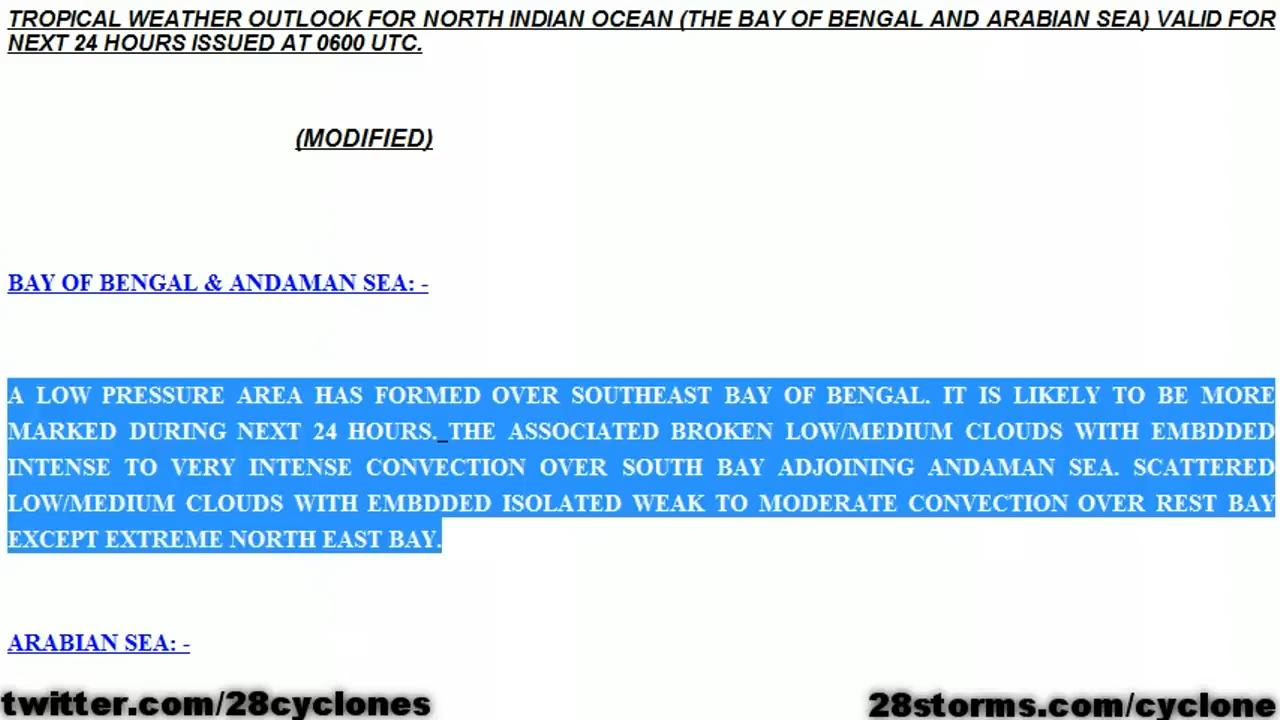 TROPICAL WEATHER OUTLOOK FOR NORTH INDIAN OCEAN (THE BAY OF BENGAL AND ARABIAN SEA) VALID FOR
NEXT 24 HOURS ISSUED AT 0600 UTC.
(MODIFIED)
BAY OF BENGAL & ANDAMAN SEA: -
A LOW PRESSURE AREA HAS FORMED OVER SOUTHEAST BAY OF BENGAL. IT IS LIKELY TO BE MORE
MARKED DURING NEXT 24 HOURS. THE ASSOCIATED BROKEN LOW/MEDIUM CLOUDS WITH EMBDDED
INTENSE TO VERY INTENSE CONVECTION OVER SOUTH BAY ADJOINING ANDAMAN SEA. SCATTERED
LOW/MEDIUM CLOUDS WITH EMBDDED ISOLATED WEAK TO MODERATE CONVECTION OVER REST BAY
EXCEPT EXTREME NORTH EAST BAY.
ARABIAN SEA: -
twitter.com/28cyclones
28storms.com/cyclone